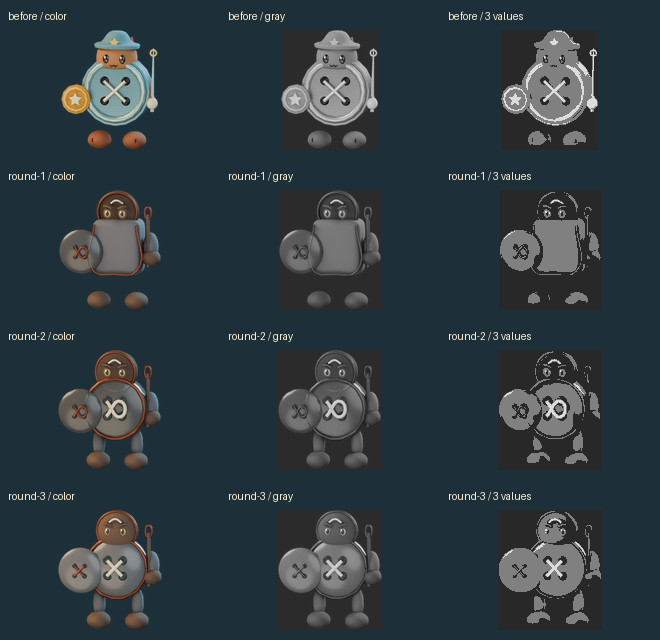 before / color
before / gray
before / 3 values
round-1 / color
round-1 / gray
round-1 / 3 values
round-2 / color
round-2 / gray
round-2 / 3 values
round-3 / color
round-3 / gray
round-3 / 3 values